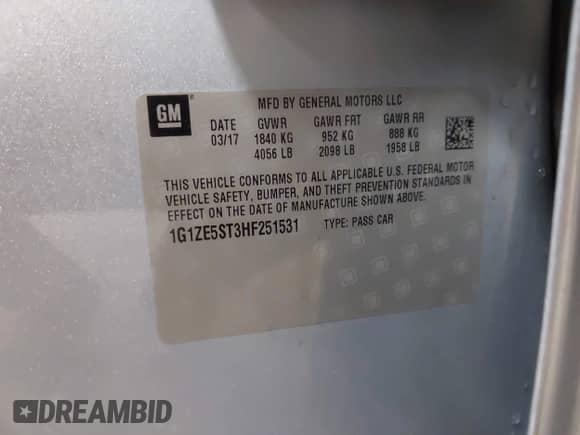 GM
MFD BY GENERAL MOTORS LLC
DATE GVWR GAWR FRT GAWR RR
03/17 1840 KG 952 KG 888 KG
4056 LB 2098 LB 1958 LB
THIS VEHICLE CONFORMS TO ALL APPLICABLE U.S. FEDERAL MOTOR
VEHICLE SAFETY, BUMPER, AND THEFT PREVENTION STANDARDS IN
EFFECT ON THE DATE OF MANUFACTURE SHOWN ABOVE.
1G1ZE5ST3HF251531 TYPE: PASS CAR
DREAMBID